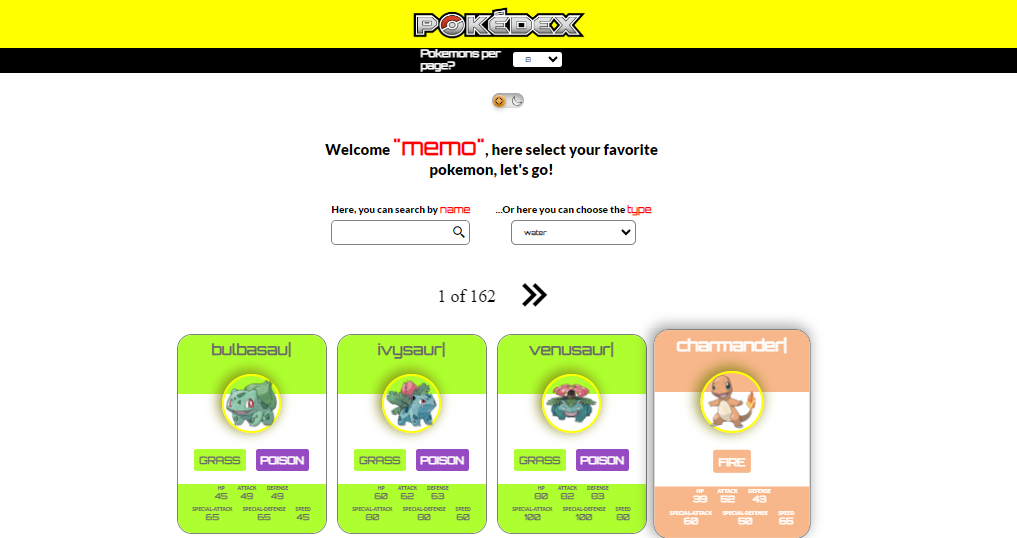 POKÉDEX
Pokemons per
page?
8
Welcome "memo", here select your favorite
pokemon, let's go!
Here, you can search by name
...Or here you can choose the type
water
1 of 162
bulbasau|
ivysaur|
venusaur|
charmander|
GRASS POISON
GRASS POISON
GRASS POISON
FIRE
HP ATTACK DEFENSE
45 49 49
SPECIAL-ATTACK SPECIAL-DEFENSE SPEED
65 65 45
HP ATTACK DEFENSE
60 62 63
SPECIAL-ATTACK SPECIAL-DEFENSE SPEED
80 80 60
HP ATTACK DEFENSE
80 82 83
SPECIAL-ATTACK SPECIAL-DEFENSE SPEED
100 100 80
HP ATTACK DEFENSE
39 52 43
SPECIAL-ATTACK SPECIAL-DEFENSE SPEED
60 50 65